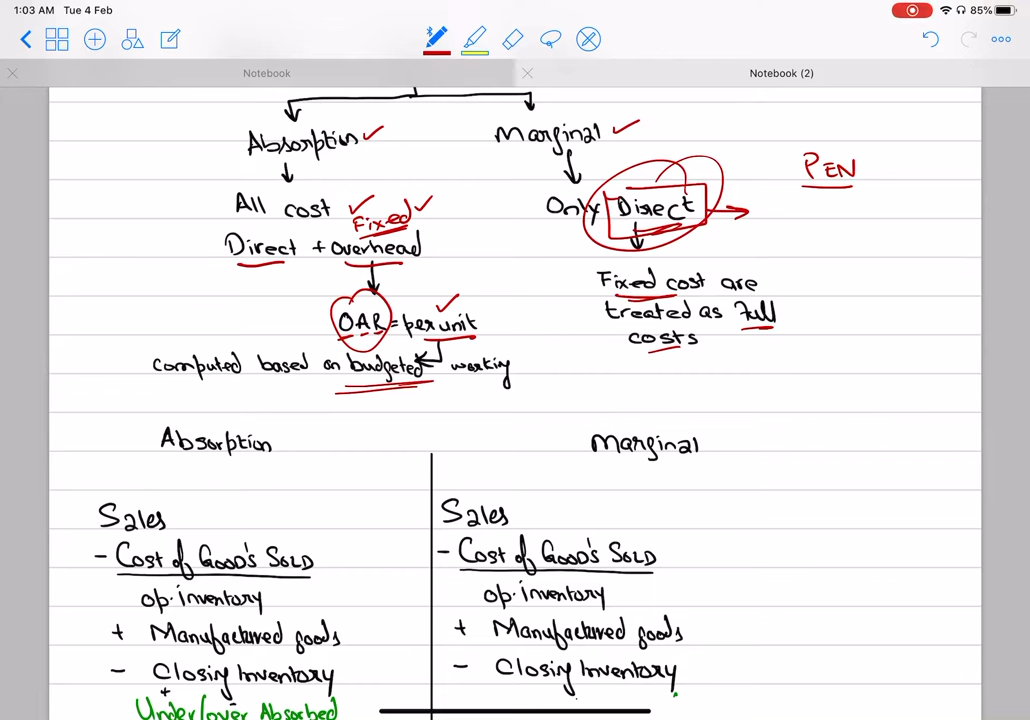 1:03 AM Tue 4 Feb
85%
Notebook
Notebook (2)
Absorption
Marginal
PEN
All cost
Fixed
Only Direct
Direct + overhead
Fixed cost are
treated as Full
costs
OAR = per unit
computed based on budgeted working
Absorption
Marginal
Sales
- Cost of Good's Sold
op. inventory
+ Manufactured goods
- Closing Inventory
+
Under/over Absorbed
Sales
- Cost of Good's Sold
op. inventory
+ Manufactured goods
- Closing Inventory